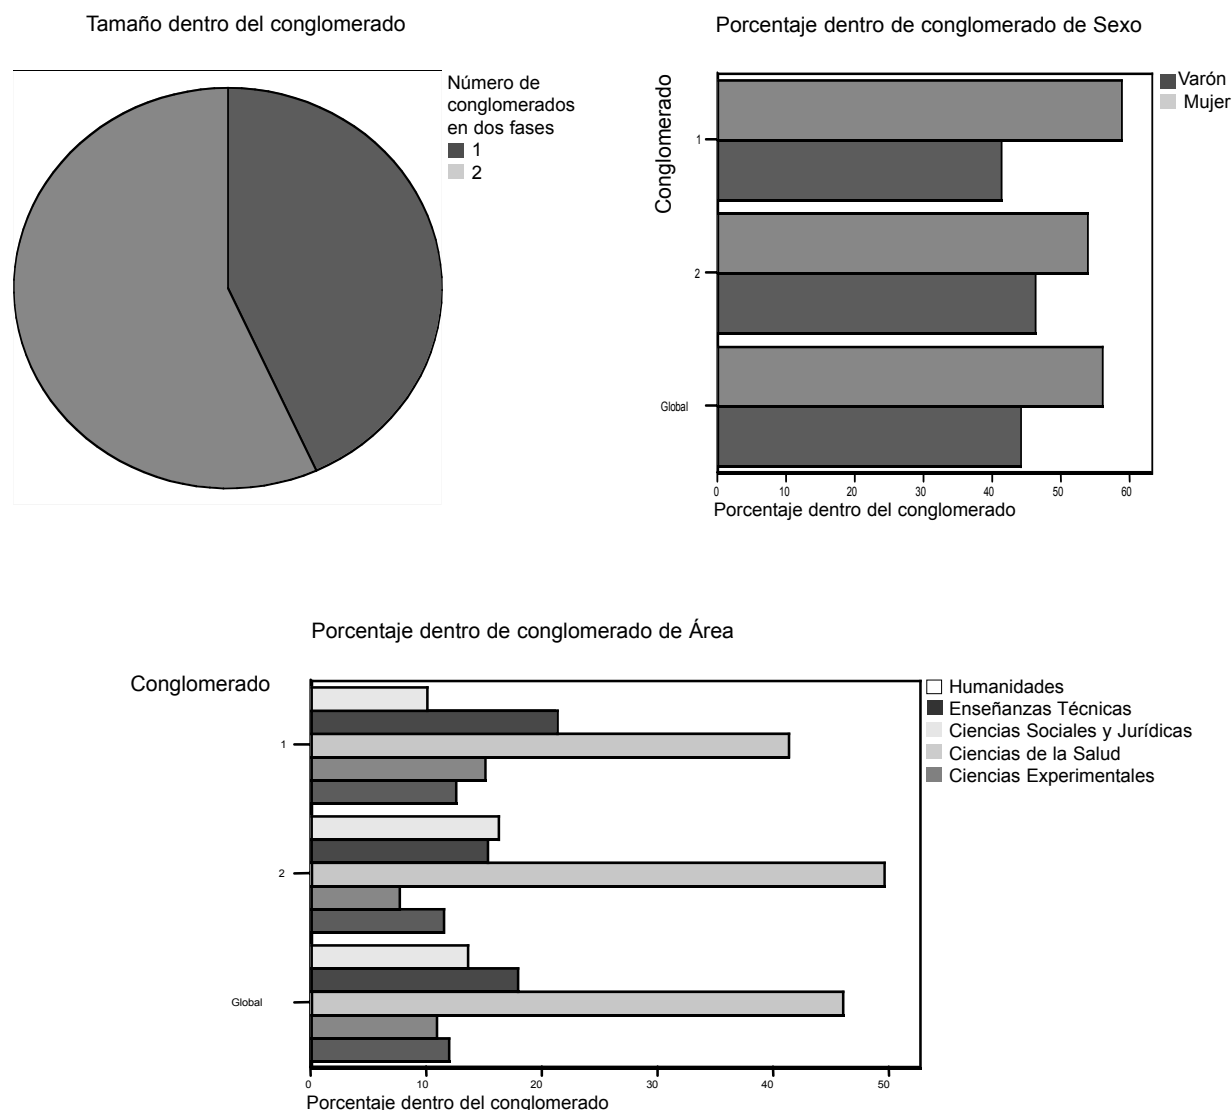 Tamaño dentro del conglomerado
Número de
conglomerados
en dos fases
1
2
Porcentaje dentro de conglomerado de Sexo
Conglomerado
Varón
Mujer
1
2
Global
0 10 20 30 40 50 60
Porcentaje dentro del conglomerado
Porcentaje dentro de conglomerado de Área
Conglomerado
Humanidades
Enseñanzas Técnicas
Ciencias Sociales y Jurídicas
Ciencias de la Salud
Ciencias Experimentales
1
2
Global
0 10 20 30 40 50
Porcentaje dentro del conglomerado